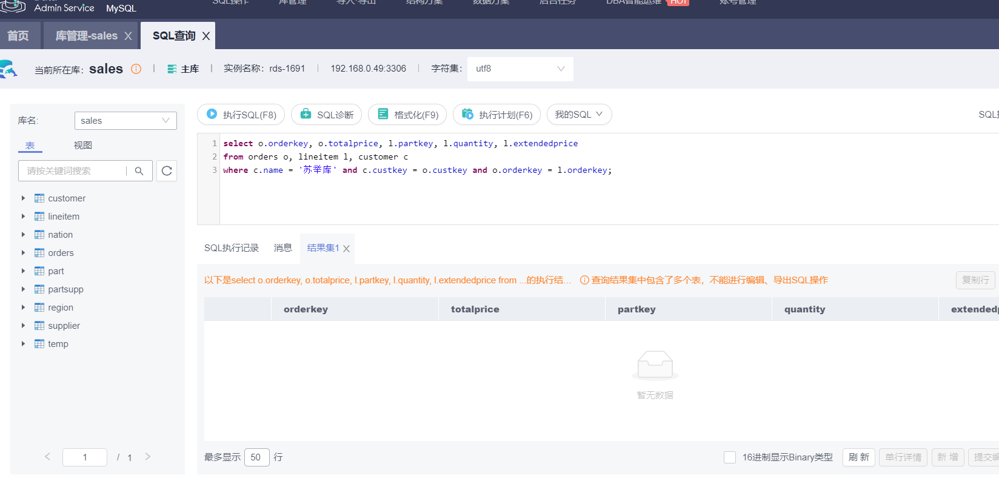 Admin Service MySQL SQL操作 库管理 导入·导出 结构方案 数据方案 后台任务 DBA智能运维 HOT 账号管理
首页 库管理-sales X SQL查询 X
当前所在库: sales 主库 实例名称: rds-1691 192.168.0.49:3306 字符集: utf8
库名: sales
表 视图
请按关键词搜索
customer
lineitem
nation
orders
part
partsupp
region
supplier
temp
1 / 1
执行SQL(F8) SQL诊断 格式化(F9) 执行计划(F6) 我的SQL
1 select o.orderkey, o.totalprice, l.partkey, l.quantity, l.extendedprice
2 from orders o, lineitem l, customer c
3 where c.name = '苏举库' and c.custkey = o.custkey and o.orderkey = l.orderkey;
SQL执行记录 消息 结果集1
以下是select o.orderkey, o.totalprice, l.partkey, l.quantity, l.extendedprice from ...的执行结... 查询结果集中包含了多个表，不能进行编辑、导出SQL操作 复制行
orderkey totalprice partkey quantity
暂无数据
最多显示 50 行 16进制显示Binary类型 刷 新 单行详情 新 增 提交